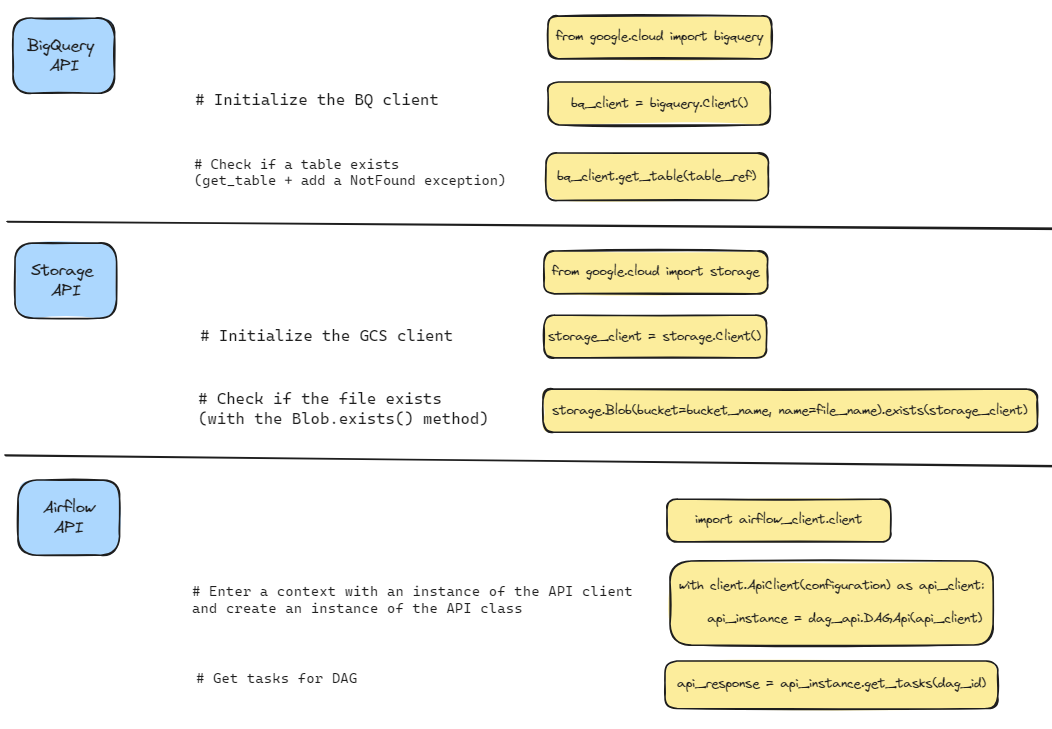 BigQuery
API
from google.cloud import bigquery
# Initialize the BQ client
bq_client = bigquery.Client()
# Check if a table exists
(get_table + add a NotFound exception)
bq_client.get_table(table_ref)
Storage
API
from google.cloud import storage
# Initialize the GCS client
storage_client = storage.Client()
# Check if the file exists
(with the Blob.exists() method)
storage.Blob(bucket=bucket_name, name=file_name).exists(storage_client)
Airflow
API
import airflow_client.client
# Enter a context with an instance of the API client
and create an instance of the API class
with client.ApiClient(configuration) as api_client:
api_instance = dag_api.DAGApi(api_client)
# Get tasks for DAG
api_response = api_instance.get_tasks(dag_id)